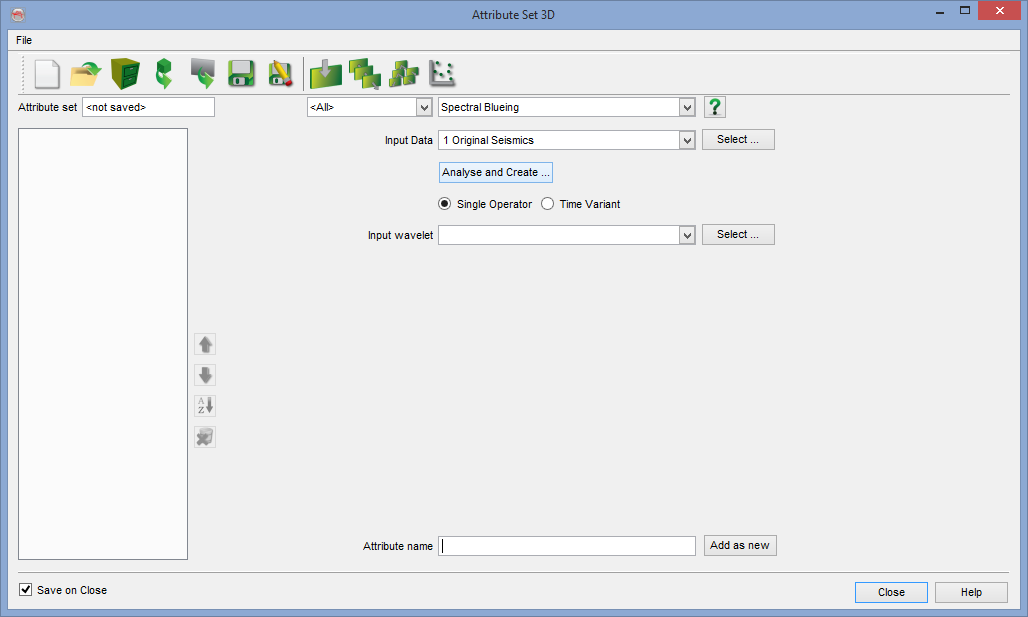 Attribute Set 3D
File
Attribute set <not saved> <All> Spectral Blueing ?
Input Data 1 Original Seismics Select ...
Analyse and Create ...
Single Operator Time Variant
Input wavelet Select ...
A
Z
Attribute name Add as new
Save on Close
Close Help